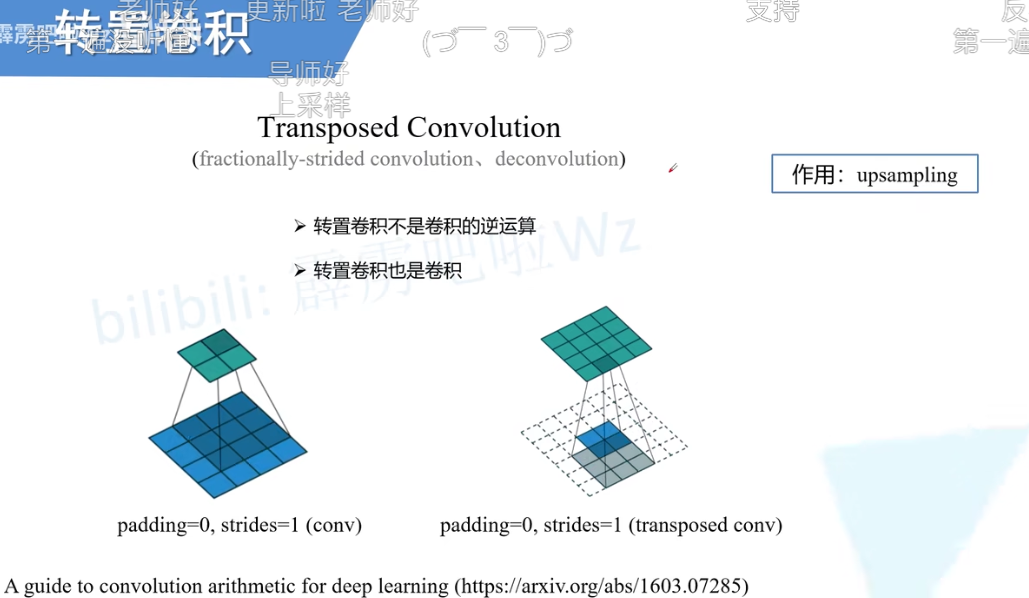 老师好 更新啦 老师好 支持 反
转置卷积
(づ￣ 3￣)づ 第一遍
导师好
上采样
Transposed Convolution
(fractionally-strided convolution、deconvolution)
作用：upsampling
➢ 转置卷积不是卷积的逆运算
➢ 转置卷积也是卷积
bilibili: 霹雳吧啦Wz
padding=0, strides=1 (conv)
padding=0, strides=1 (transposed conv)
A guide to convolution arithmetic for deep learning (https://arxiv.org/abs/1603.07285)